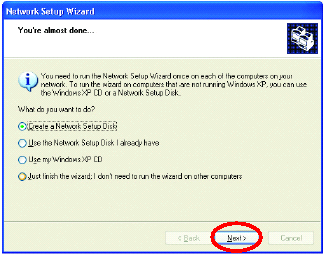 Network Setup Wizard
You're almost done...
You need to run the Network Setup Wizard once on each of the computers on your
network. To run the wizard on computers that are not running Windows XP, you can use
the Windows XP CD or a Network Setup Disk.
What do you want to do?
Create a Network Setup Disk
Use the Network Setup Disk I already have
Use my Windows XP CD
Just finish the wizard; I don't need to run the wizard on other computers
< Back
Next >
Cancel